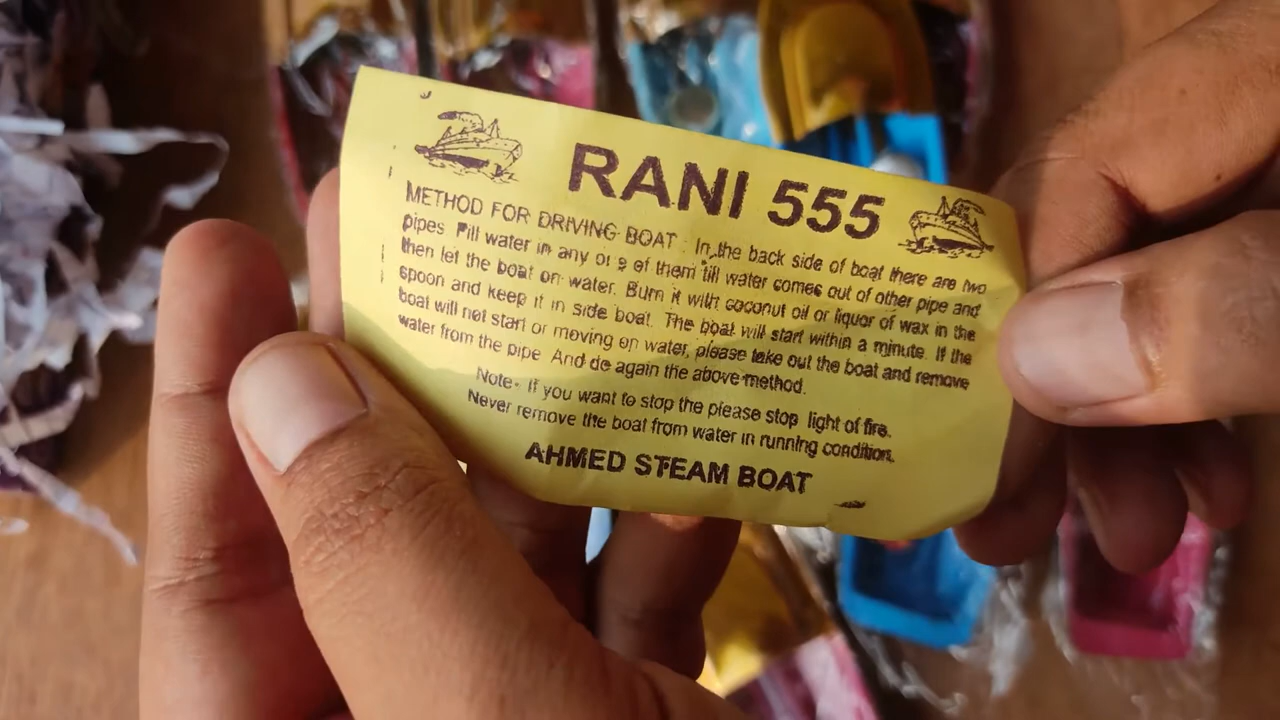 RANI 555
METHOD FOR DRIVING BOAT : In the back side of boat there are two
pipes. Fill water in any of them till water comes out of other pipe and
then let the boat on water. Burn it with coconut oil or liquor of wax in the
spoon and keep it in side boat. The boat will start within a minute. If the
boat will not start or moving on water, please take out the boat and remove
water from the pipe. And do again the above method.
Note- If you want to stop the please stop light of fire.
Never remove the boat from water in running condition.
AHMED STEAM BOAT